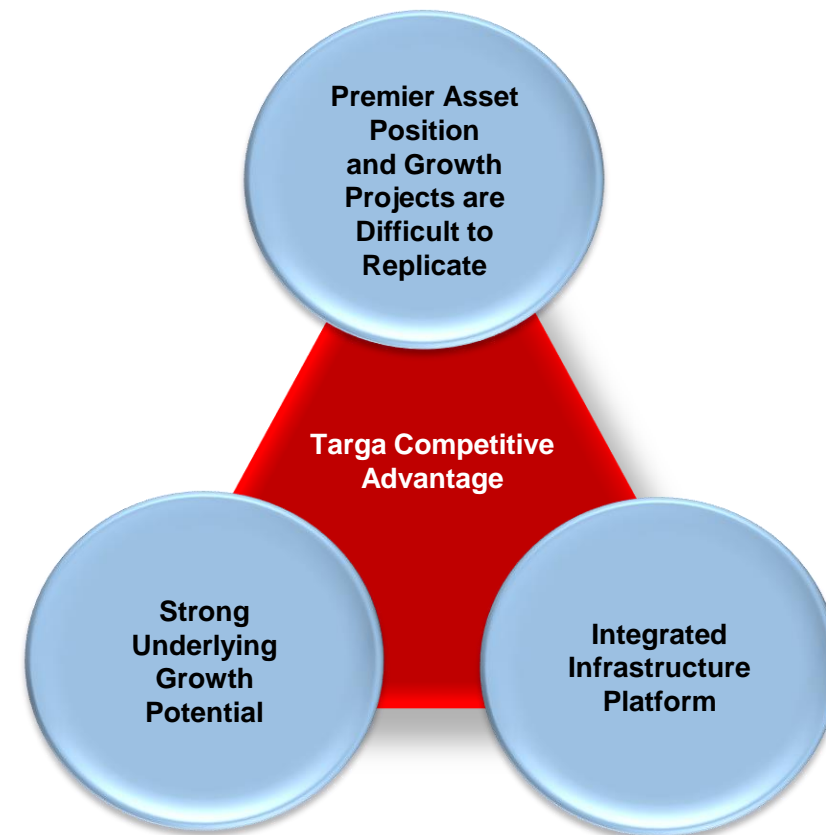 Premier Asset
Position
and Growth
Projects are
Difficult to
Replicate
Targa Competitive
Advantage
Strong
Underlying
Growth
Potential
Integrated
Infrastructure
Platform